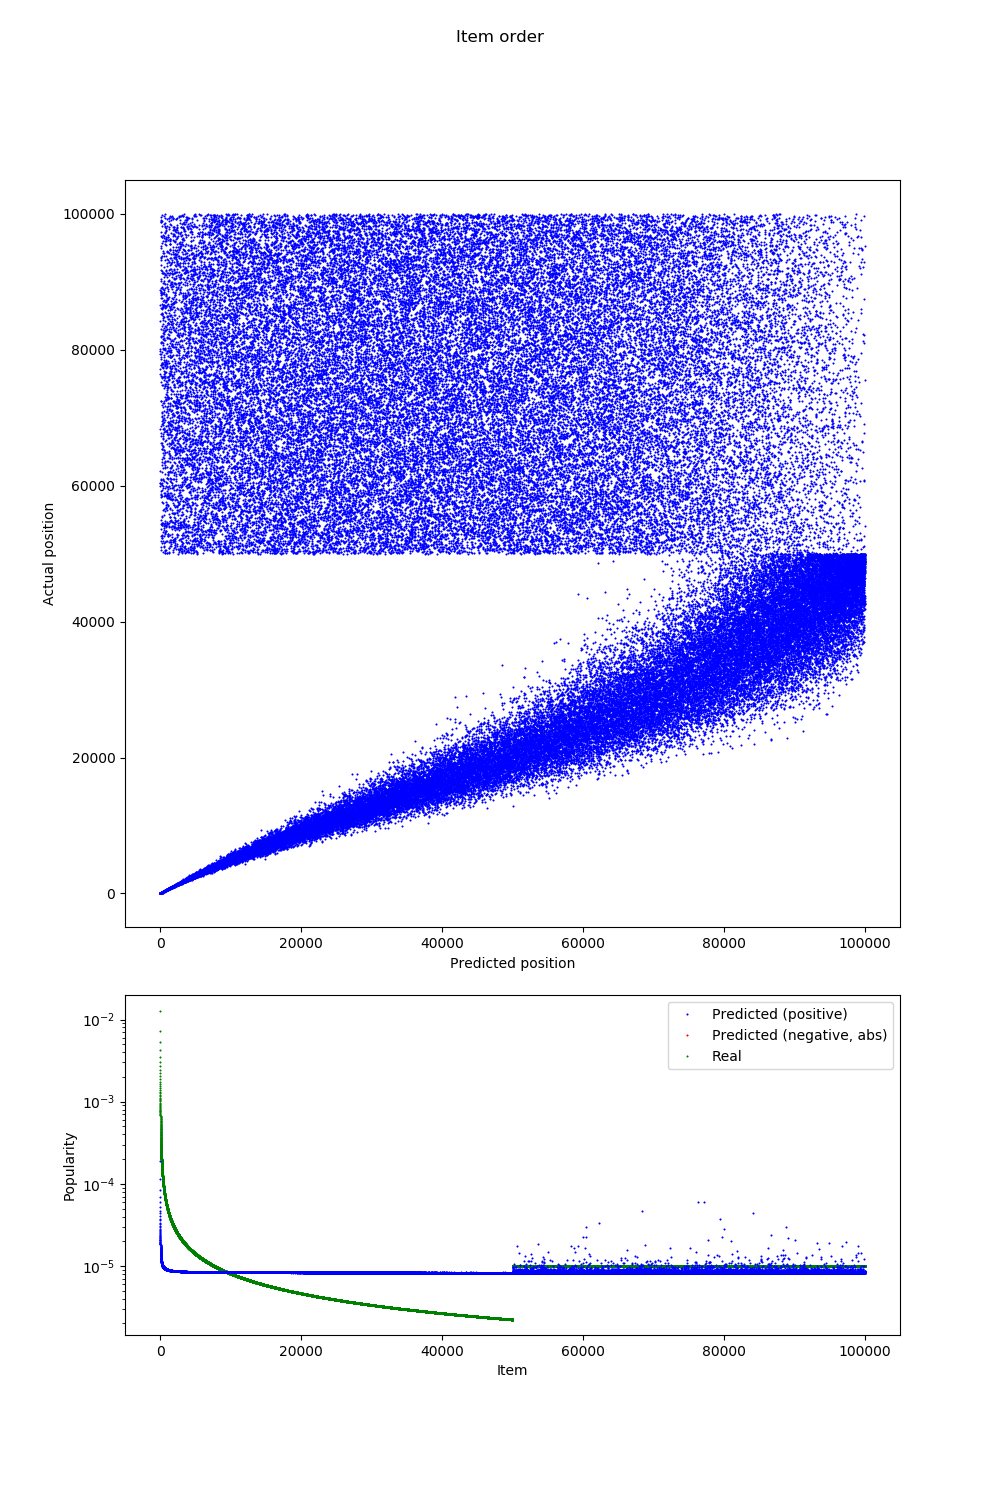 Item order
100000
80000
60000
40000
20000
0
Actual position
0 20000 40000 60000 80000 100000
Predicted position
10⁻²
10⁻³
10⁻⁴
10⁻⁵
Popularity
Predicted (positive)
Predicted (negative, abs)
Real
0 20000 40000 60000 80000 100000
Item